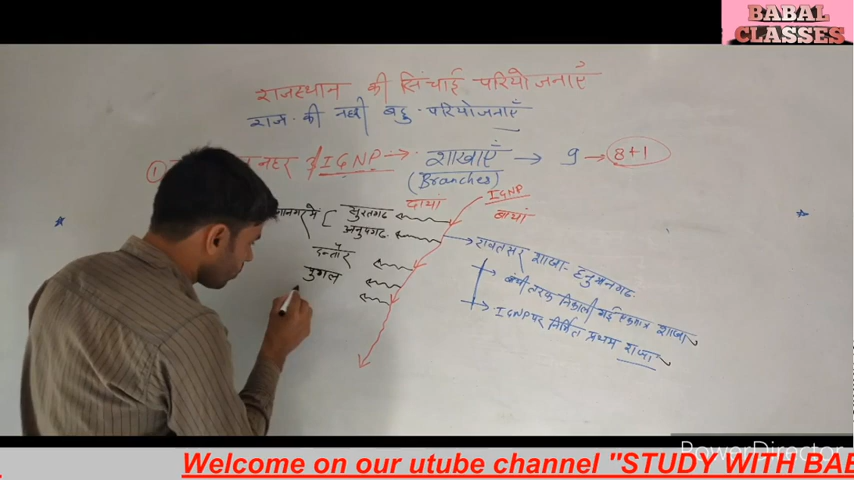 BABAL
CLASSES
राजस्थान की सिंचाई परियोजनाएँ
राज. की नहरी बहु. परियोजनाएँ
① नहर / IGNP → शाखाएँ → 9 → 8+1
(Branches)
दायां
IGNP
बायां
सुरतगढ
अनुपगढ.
दन्तौर
पुगल
रावतसर शाखा - हनुमानगढ.
बांयी तरफ निकाली गई एकमात्र शाखा
IGNP पर निर्मित प्रथम शाखा
PowerDirector
Welcome on our utube channel "STUDY WITH BAB